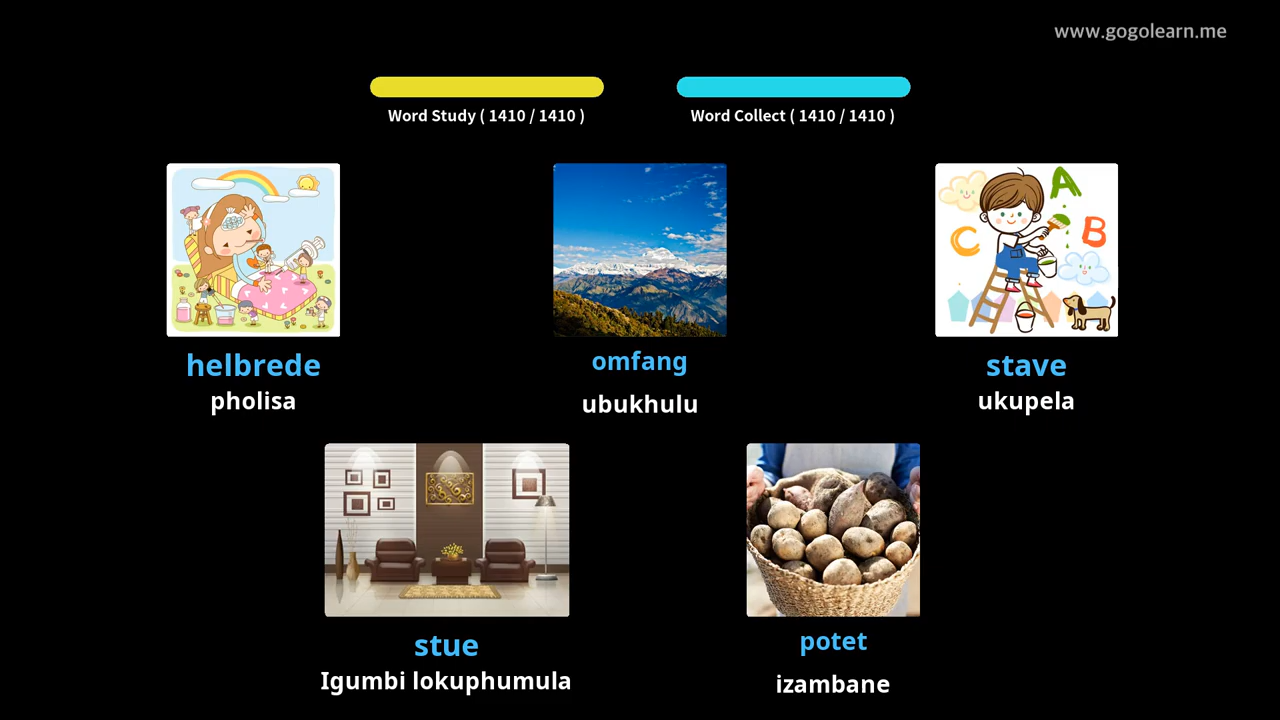 www.gogolearn.me
Word Study ( 1410 / 1410 )
Word Collect ( 1410 / 1410 )
helbrede
pholisa
omfang
ubukhulu
A
B
C
stave
ukupela
stue
Igumbi lokuphumula
potet
izambane